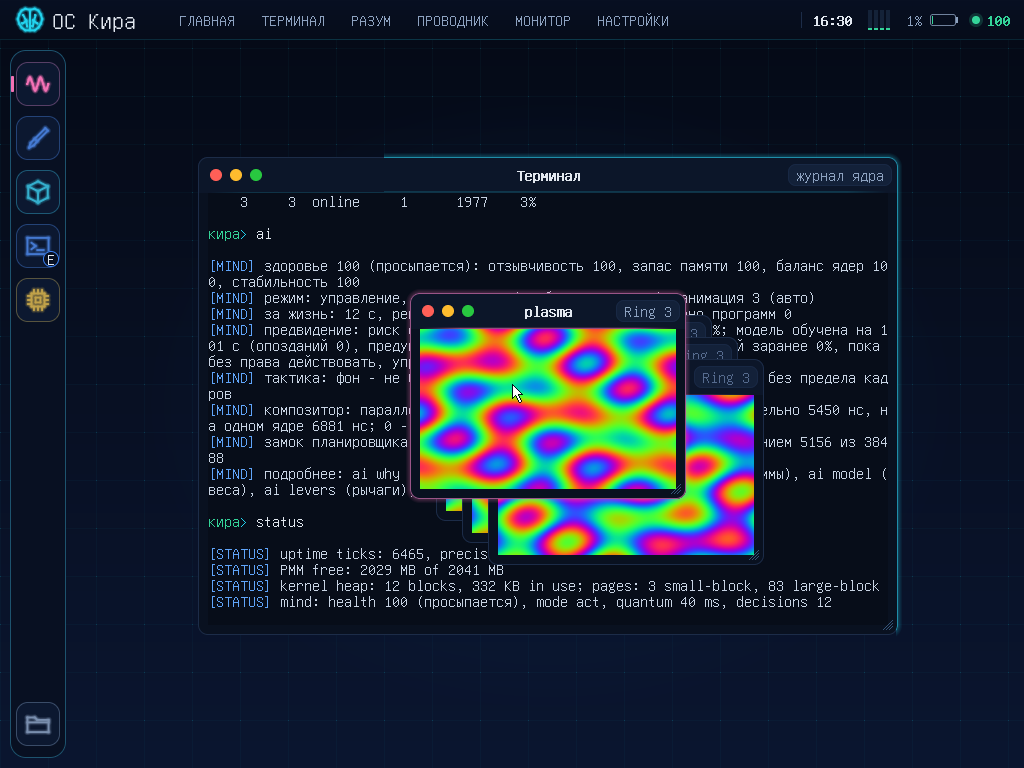 ОС Кира ГЛАВНАЯ ТЕРМИНАЛ РАЗУМ ПРОВОДНИК МОНИТОР НАСТРОЙКИ 16:30 1% 100
Терминал журнал ядра
3 3 online 1 1977 3%
кира> ai
[MIND] здоровье 100 (просыпается): отзывчивость 100, запас памяти 100, баланс ядер 10
0, стабильность 100
[MIND] режим: управление, анимация 3 (авто)
plasma Ring 3
[MIND] за жизнь: 12 с, программ 0
[MIND] предвидение: риск %; модель обучена на 1
01 с (опозданий 0), заранее 0%, пока
без права действовать,
Ring 3
[MIND] тактика: фон - не без предела кад
ров
[MIND] композитор: 5450 нс, н
а одном ядре 6881 нс; 0 -
[MIND] замок планировщика 5156 из 384
88
[MIND] подробнее: ai why ai model (
веса), ai levers (рычаги)
кира> status
E
[STATUS] uptime ticks: 6465,
[STATUS] PMM free: 2029 MB of 2041 MB
[STATUS] kernel heap: 12 blocks, 332 KB in use; pages: 3 small-block, 83 large-block
[STATUS] mind: health 100 (просыпается), mode act, quantum 40 ms, decisions 12